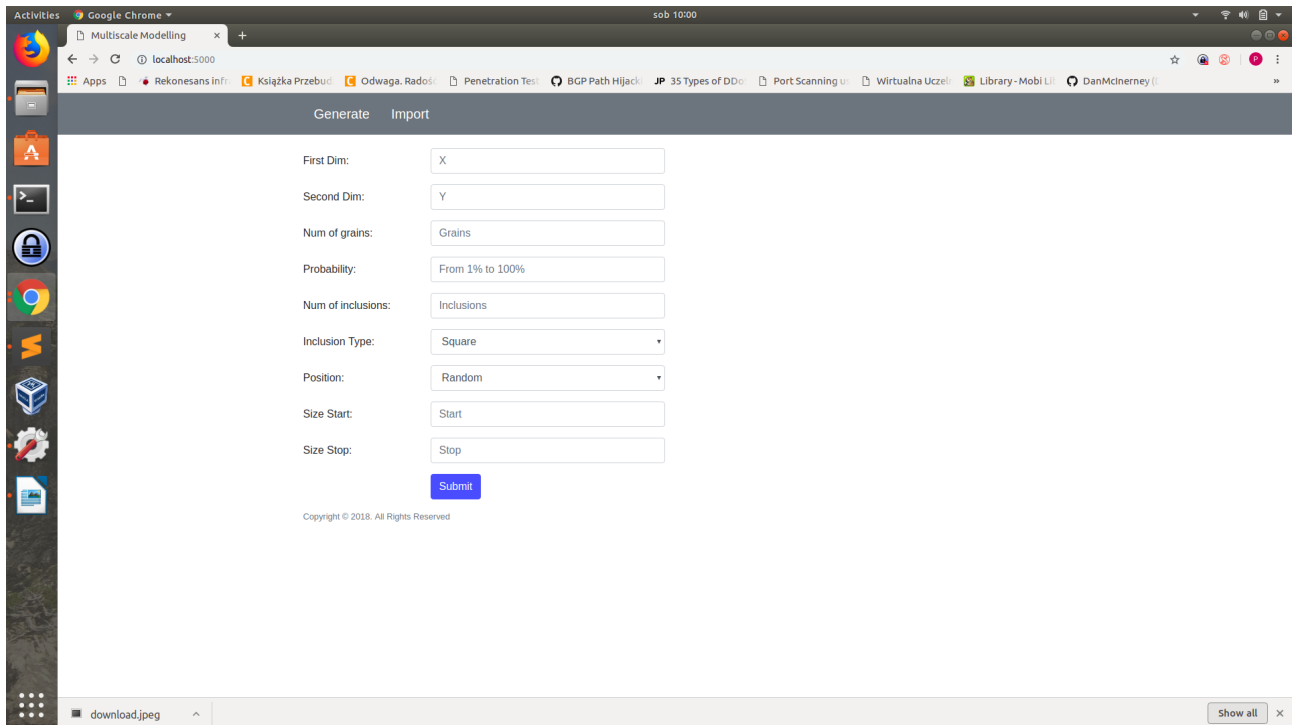 Activities Google Chrome ▾ sob 10:00
Multiscale Modelling × +
localhost:5000
Apps Rekonesans infr Książka Przebud Odwaga. Radoś Penetration Test BGP Path Hijack JP 35 Types of DDo Port Scanning us Wirtualna Uczel Library - Mobi Li DanMcInerney (
Generate Import
First Dim: X
Second Dim: Y
Num of grains: Grains
Probability: From 1% to 100%
Num of inclusions: Inclusions
Inclusion Type: Square
Position: Random
Size Start: Start
Size Stop: Stop
Submit
Copyright © 2018. All Rights Reserved
download.jpeg Show all ×